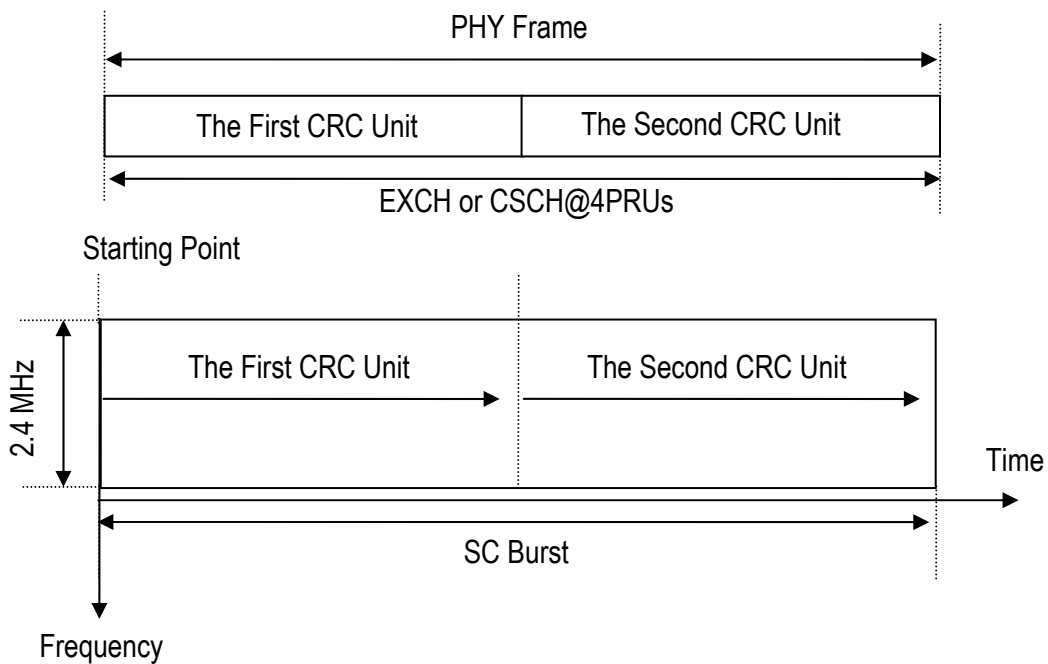 PHY Frame
The First CRC Unit
The Second CRC Unit
EXCH or CSCH@4PRUs
Starting Point
2.4 MHz
The First CRC Unit
The Second CRC Unit
Time
SC Burst
Frequency